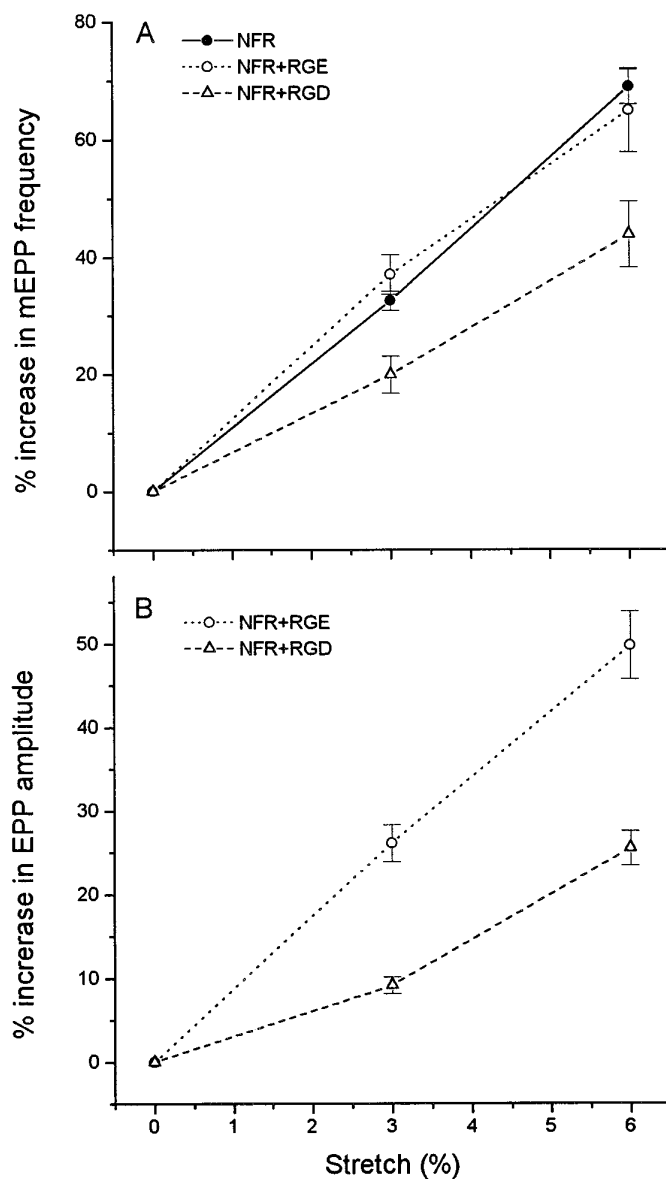 A
NFR
NFR+RGE
NFR+RGD
80
60
40
20
0
% increase in mEPP frequency
B
NFR+RGE
NFR+RGD
50
40
30
20
10
0
% increrase in EPP amplitude
0 1 2 3 4 5 6
Stretch (%)